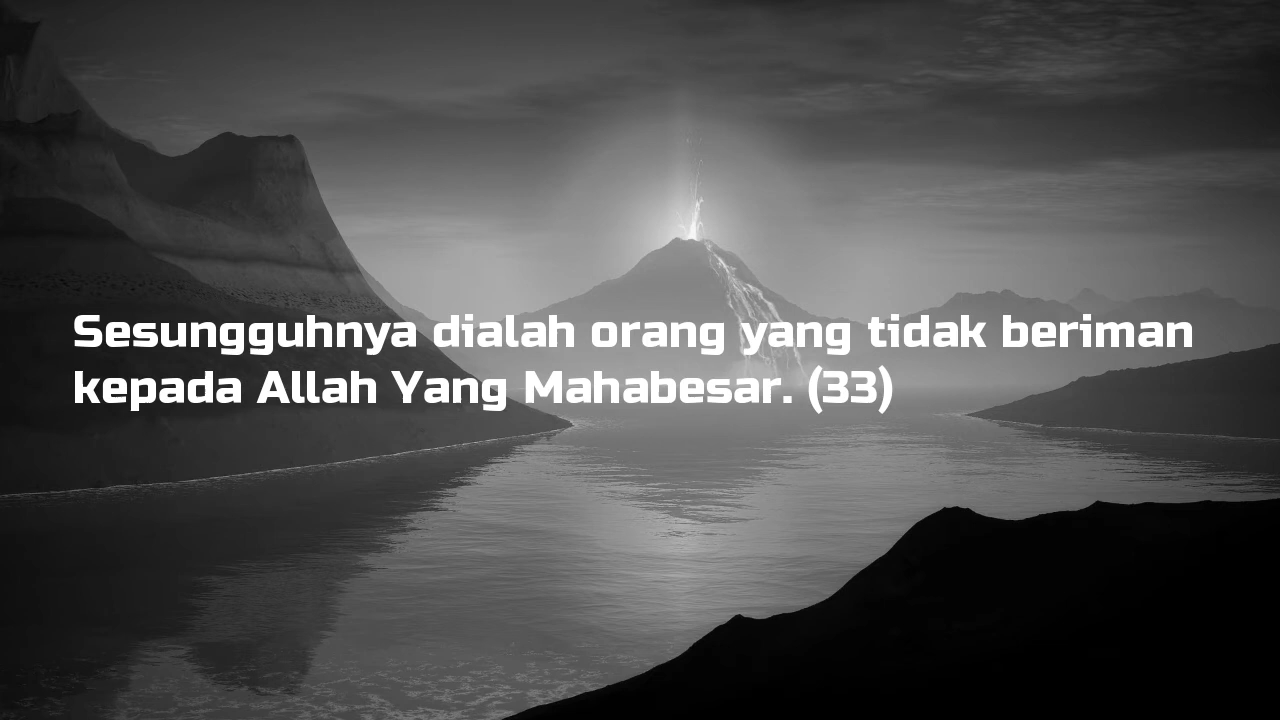 Sesungguhnya dialah orang yang tidak beriman
kepada Allah Yang Mahabesar. (33)